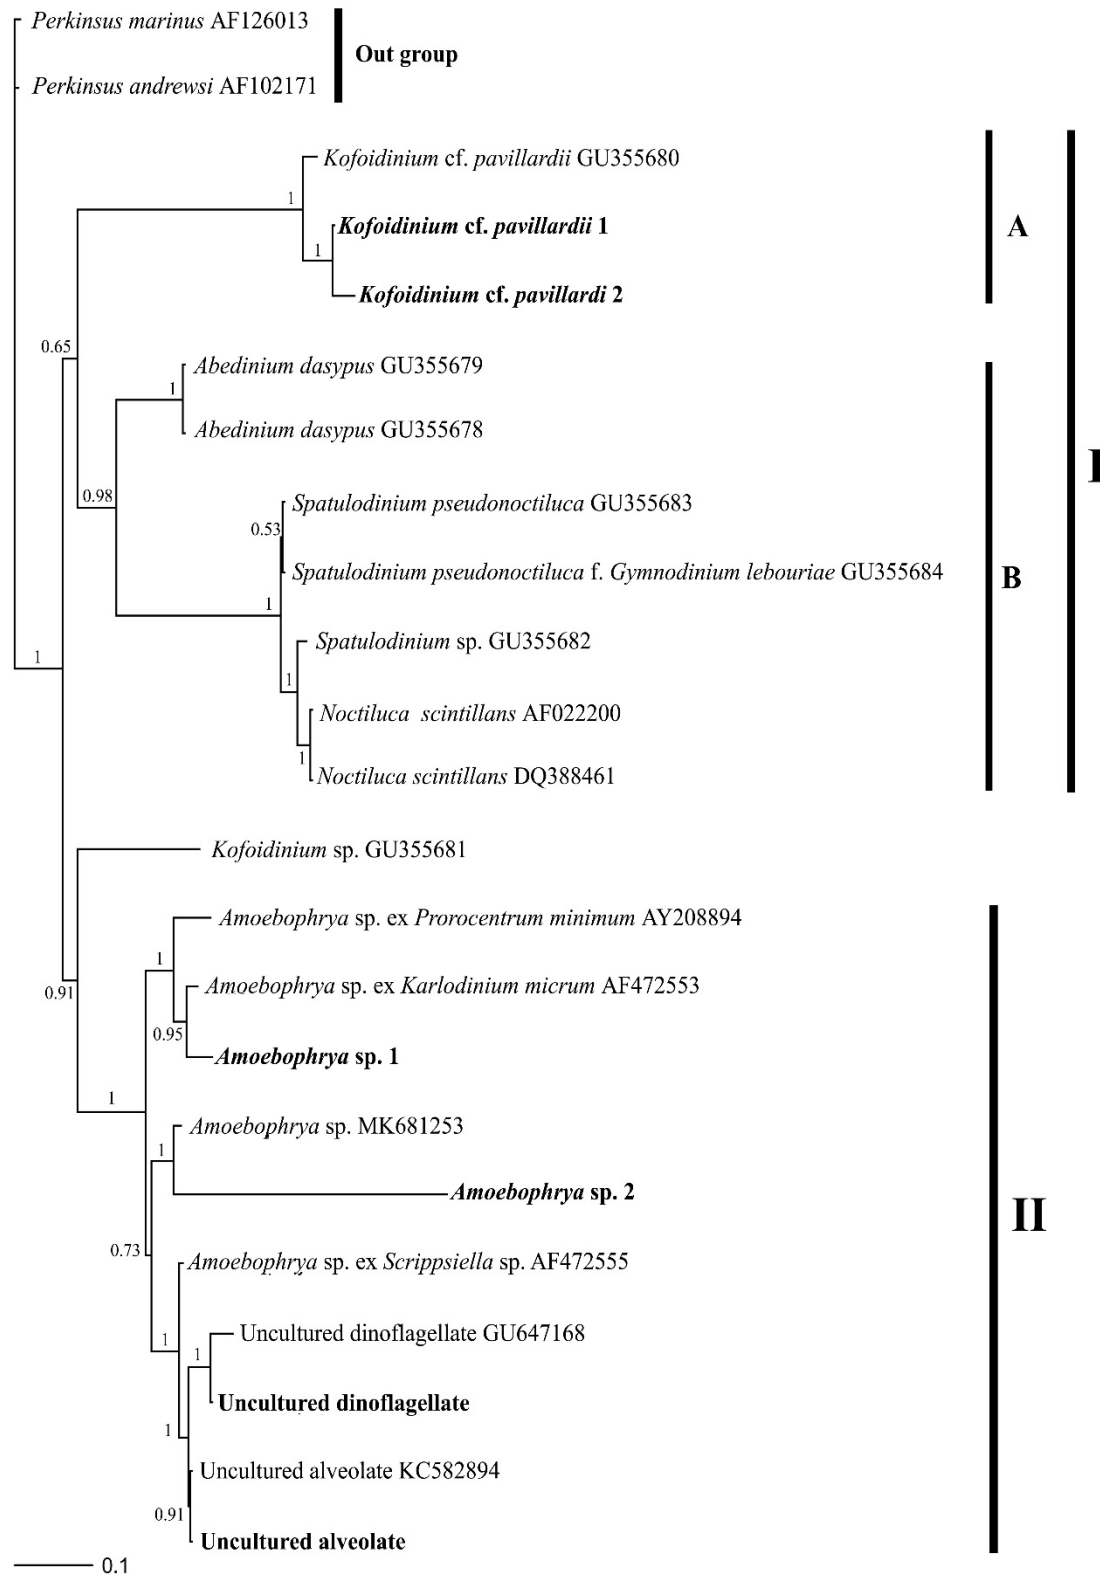 Perkinsus marinus AF126013
Out group
Perkinsus andrewsi AF102171
Kofoidinium cf. pavillardii GU355680
1
Kofoidinium cf. pavillardii 1
A
1
Kofoidinium cf. pavillardi 2
0.65
Abedinium dasypus GU355679
1
Abedinium dasypus GU355678
I
0.98
Spatulodinium pseudonoctiluca GU355683
0.53
Spatulodinium pseudonoctiluca f. Gymnodinium lebouriae GU355684
B
1
Spatulodinium sp. GU355682
1
1
Noctiluca scintillans AF022200
1
Noctiluca scintillans DQ388461
Kofoidinium sp. GU355681
Amoebophrya sp. ex Prorocentrum minimum AY208894
1
Amoebophrya sp. ex Karlodinium micrum AF472553
0.91
0.95
Amoebophrya sp. 1
1
Amoebophrya sp. MK681253
1
Amoebophrya sp. 2
II
0.73
Amoebophrya sp. ex Scrippsiella sp. AF472555
Uncultured dinoflagellate GU647168
1
1
Uncultured dinoflagellate
1
Uncultured alveolate KC582894
0.91
Uncultured alveolate
0.1